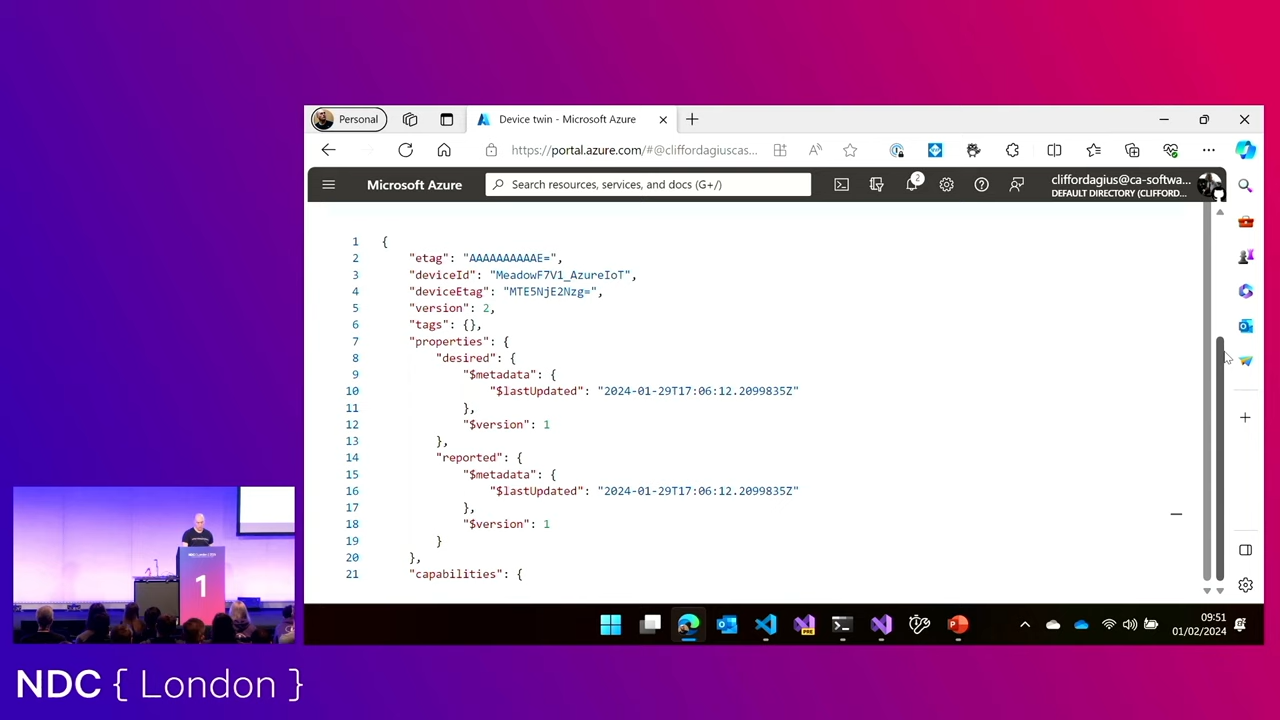 Personal
Device twin - Microsoft Azure
https://portal.azure.com/#@cliffordagiuscas...
Microsoft Azure
Search resources, services, and docs (G+/)
2
cliffordagius@ca-softwa...
DEFAULT DIRECTORY (CLIFFORD...
1 {
2 "etag": "AAAAAAAAAAE=",
3 "deviceId": "MeadowF7V1_AzureIoT",
4 "deviceEtag": "MTE5NjE2Nzg=",
5 "version": 2,
6 "tags": {},
7 "properties": {
8 "desired": {
9 "$metadata": {
10 "$lastUpdated": "2024-01-29T17:06:12.2099835Z"
11 },
12 "$version": 1
13 },
14 "reported": {
15 "$metadata": {
16 "$lastUpdated": "2024-01-29T17:06:12.2099835Z"
17 },
18 "$version": 1
19 }
20 },
21 "capabilities": {
1
09:51
01/02/2024
NDC { London }